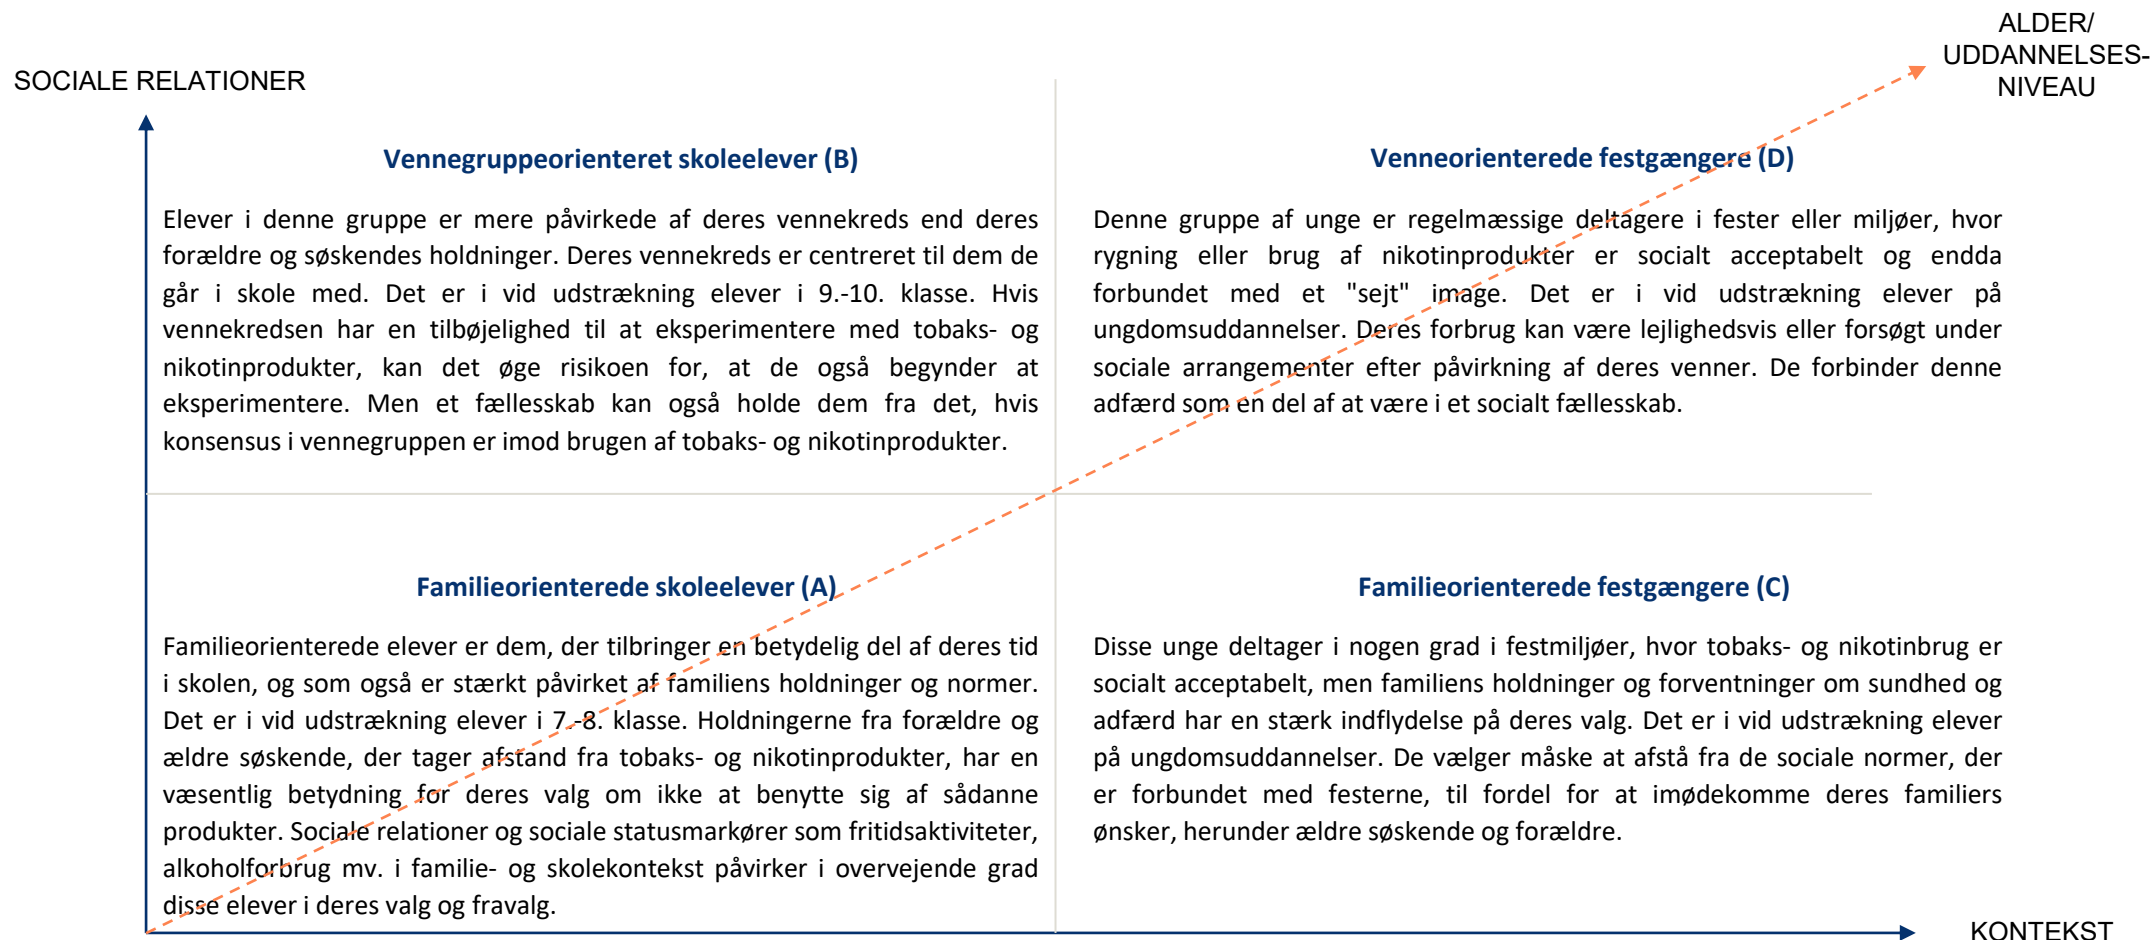 ALDER/
UDDANNELSES-
NIVEAU
SOCIALE RELATIONER
Vennegruppeorienteret skoleelever (B)
Elever i denne gruppe er mere påvirkede af deres vennekreds end deres
forældre og søskendes holdninger. Deres vennekreds er centreret til dem de
går i skole med. Det er i vid udstrækning elever i 9.-10. klasse. Hvis
vennekredsen har en tilbøjelighed til at eksperimentere med tobaks- og
nikotinprodukter, kan det øge risikoen for, at de også begynder at
eksperimentere. Men et fællesskab kan også holde dem fra det, hvis
konsensus i vennegruppen er imod brugen af tobaks- og nikotinprodukter.
Venneorienterede festgængere (D)
Denne gruppe af unge er regelmæssige deltagere i fester eller miljøer, hvor
rygning eller brug af nikotinprodukter er socialt acceptabelt og endda
forbundet med et "sejt" image. Det er i vid udstrækning elever på
ungdomsuddannelser. Deres forbrug kan være lejlighedsvis eller forsøgt under
sociale arrangementer efter påvirkning af deres venner. De forbinder denne
adfærd som en del af at være i et socialt fællesskab.
Familieorienterede skoleelever (A)
Familieorienterede elever er dem, der tilbringer en betydelig del af deres tid
i skolen, og som også er stærkt påvirket af familiens holdninger og normer.
Det er i vid udstrækning elever i 7.-8. klasse. Holdningerne fra forældre og
ældre søskende, der tager afstand fra tobaks- og nikotinprodukter, har en
væsentlig betydning for deres valg om ikke at benytte sig af sådanne
produkter. Sociale relationer og sociale statusmarkører som fritidsaktiviteter,
alkoholforbrug mv. i familie- og skolekontekst påvirker i overvejende grad
disse elever i deres valg og fravalg.
Familieorienterede festgængere (C)
Disse unge deltager i nogen grad i festmiljøer, hvor tobaks- og nikotinbrug er
socialt acceptabelt, men familiens holdninger og forventninger om sundhed og
adfærd har en stærk indflydelse på deres valg. Det er i vid udstrækning elever
på ungdomsuddannelser. De vælger måske at afstå fra de sociale normer, der
er forbundet med festerne, til fordel for at imødekomme deres familiers
ønsker, herunder ældre søskende og forældre.
KONTEKST